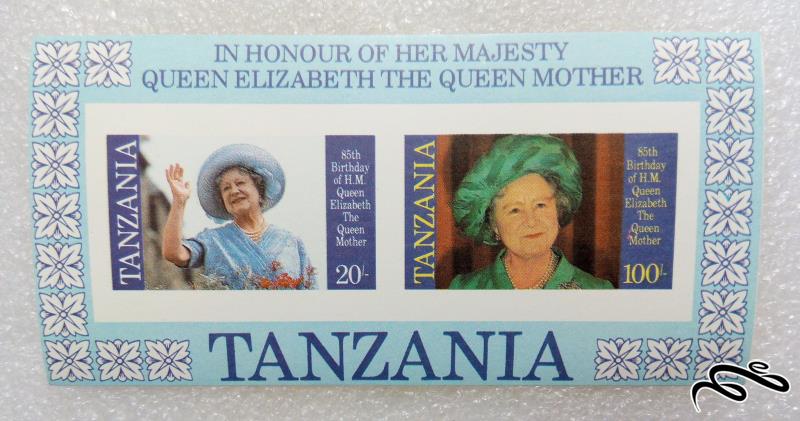 IN HONOUR OF HER MAJESTY
QUEEN ELIZABETH THE QUEEN MOTHER
TANZANIA
85th
Birthday
of H.M.
Queen
Elizabeth
The
Queen
Mother
20/-
TANZANIA
85th
Birthday
of H.M.
Queen
Elizabeth
The
Queen
Mother
100/-
TANZANIA